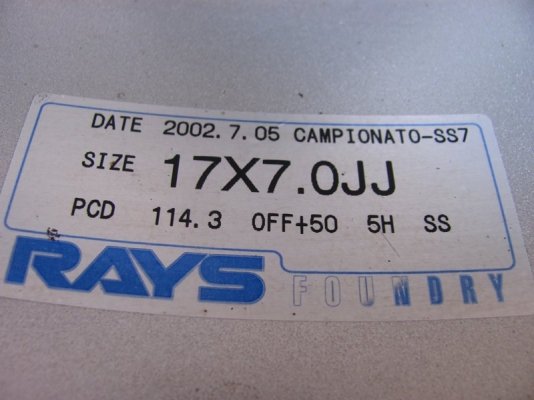 DATE 2002.7.05 CAMPIONATO-SS7
SIZE 17X7.0JJ
PCD 114.3 OFF+50 5H SS
RAYS FOUNDRY